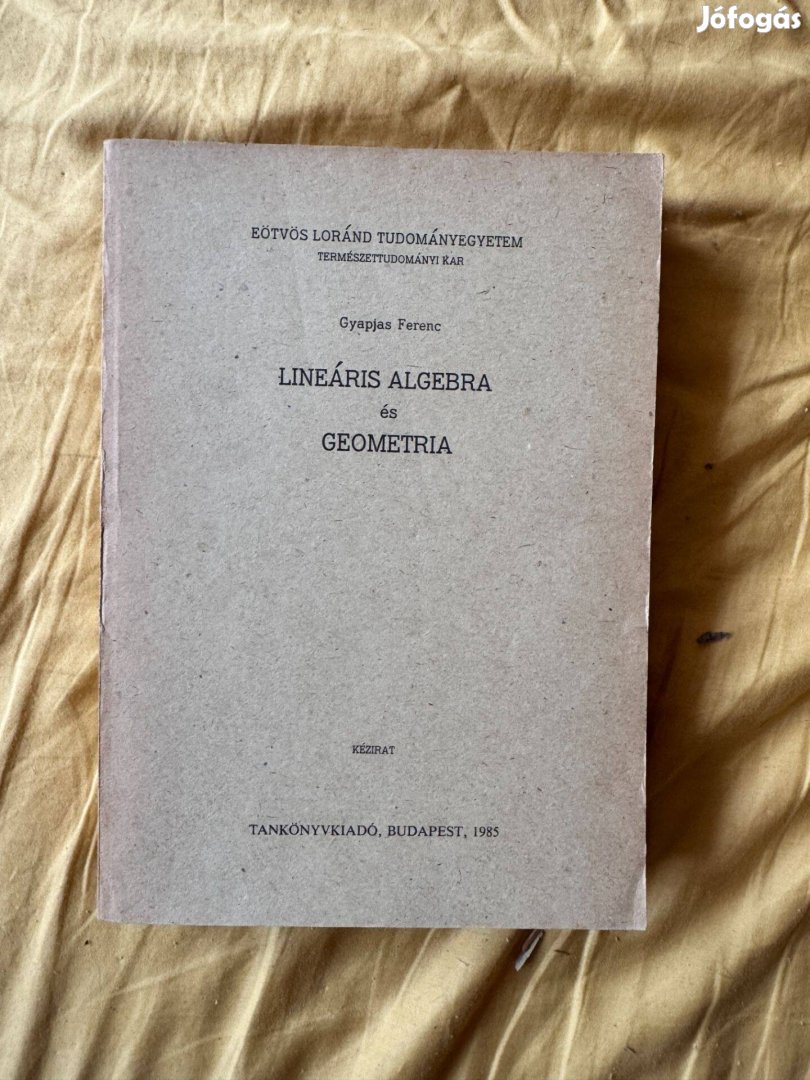 Jófogás
EÖTVÖS LORÁND TUDOMÁNYEGYETEM
TERMÉSZETTUDOMÁNYI KAR
Gyapjas Ferenc
LINEÁRIS ALGEBRA
és
GEOMETRIA
KÉZIRAT
TANKÖNYVKIADÓ, BUDAPEST, 1985